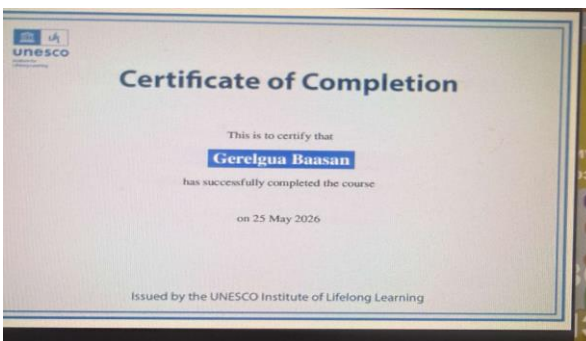 unesco
Certificate of Completion
This is to certify that
Gerelgua Baasan
has successfully completed the course
on 25 May 2026
Issued by the UNESCO Institute of Lifelong Learning